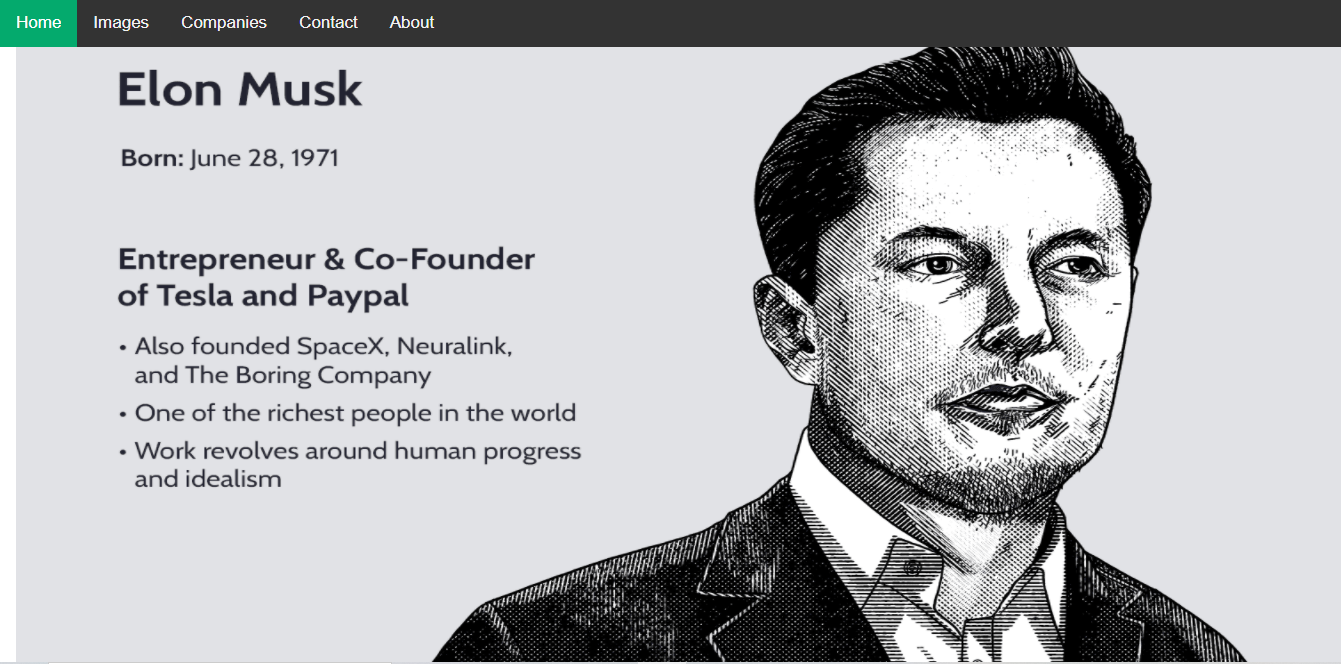 Home Images Companies Contact About
Elon Musk
Born: June 28, 1971
Entrepreneur & Co-Founder
of Tesla and Paypal
• Also founded SpaceX, Neuralink,
and The Boring Company
• One of the richest people in the world
• Work revolves around human progress
and idealism